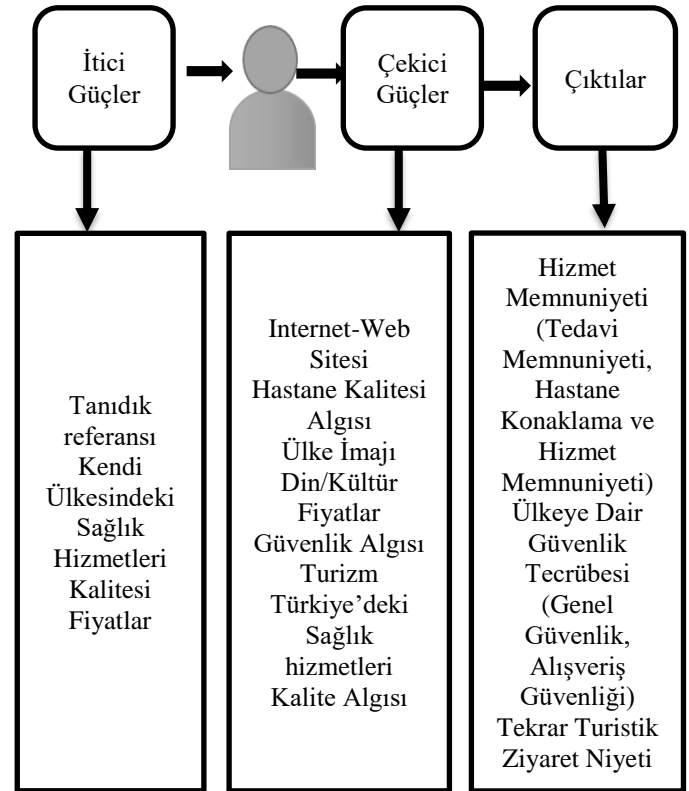 İtici
Güçler
Çekici
Güçler
Çıktılar
Tanıdık
referansı
Kendi
Ülkesindeki
Sağlık
Hizmetleri
Kalitesi
Fiyatlar
Internet-Web
Sitesi
Hastane Kalitesi
Algısı
Ülke İmajı
Din/Kültür
Fiyatlar
Güvenlik Algısı
Turizm
Türkiye’deki
Sağlık
hizmetleri
Kalite Algısı
Hizmet
Memnuniyeti
(Tedavi
Memnuniyeti,
Hastane
Konaklama ve
Hizmet
Memnuniyeti)
Ülkeye Dair
Güvenlik
Tecrübesi
(Genel
Güvenlik,
Alışveriş
Güvenliği)
Tekrar Turistik
Ziyaret Niyeti